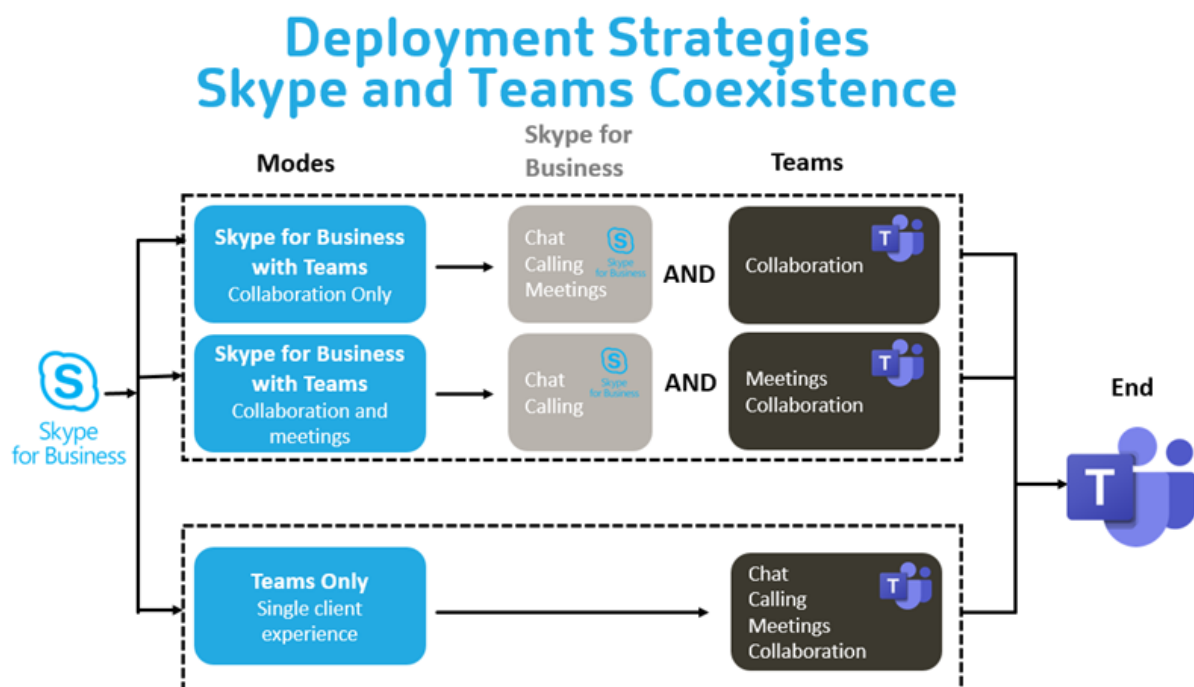 Deployment Strategies
Skype and Teams Coexistence
Modes
Skype for
Business
Teams
Skype for Business
with Teams
Collaboration Only
Chat
Calling
Meetings
S
Skype
for Business
AND
Collaboration
T
Skype for Business
with Teams
Collaboration and
meetings
Chat
Calling
S
Skype
for Business
AND
Meetings
Collaboration
T
S
Skype
for Business
End
T
Teams Only
Single client
experience
Chat
Calling
Meetings
Collaboration
T